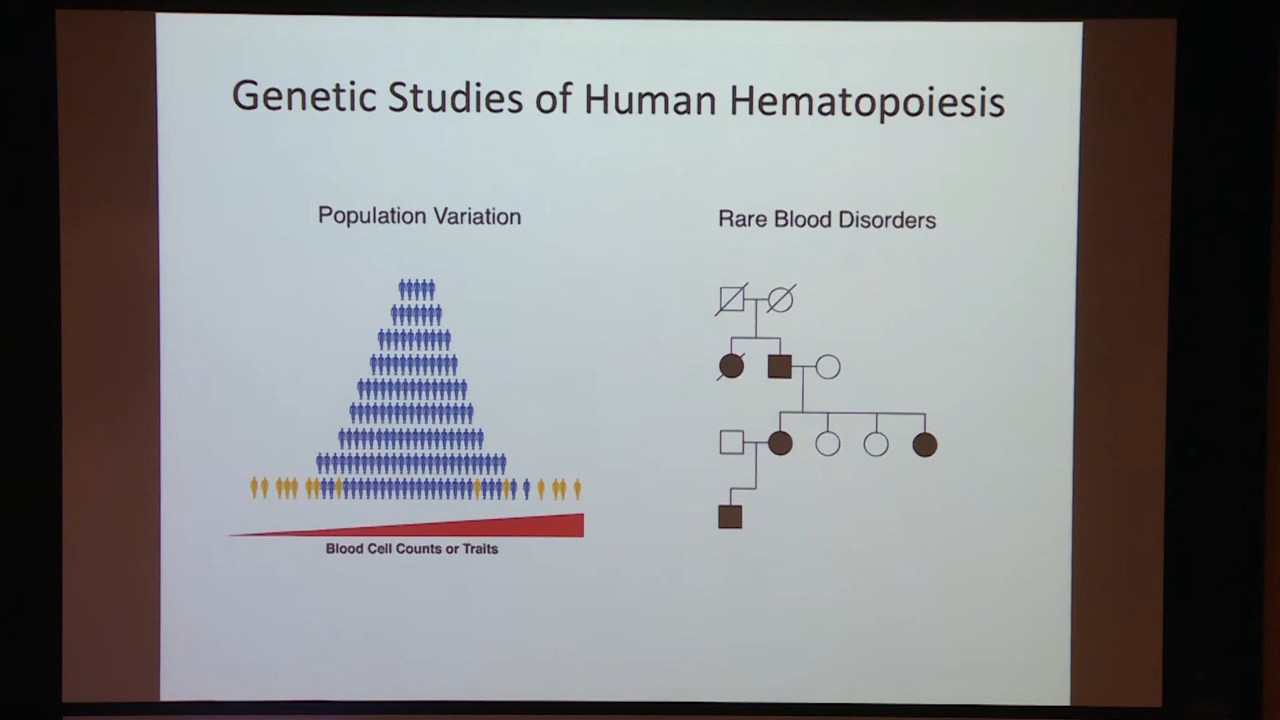 Genetic Studies of Human Hematopoiesis
Population Variation
Rare Blood Disorders
Blood Cell Counts or Traits